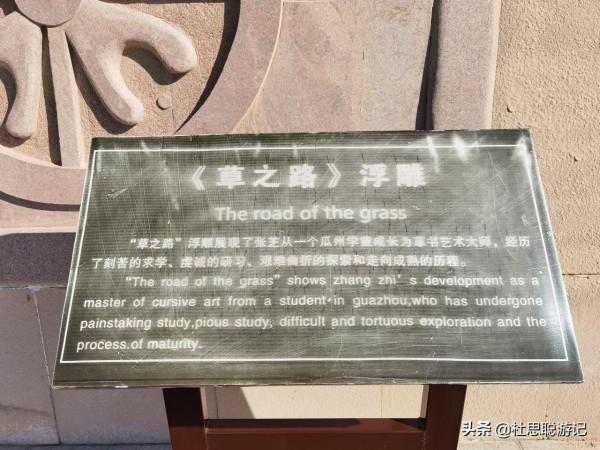 《草之路》浮雕
The road of the grass
“草之路”浮雕展现了张芝从一个瓜州学童成长为草书艺术大师，经历
了刻苦的求学、虔诚的研习、艰难曲折的探索和走向成熟的历程。
"The road of the grass" shows zhang zhi’s development as a
master of cursive art from a student in guazhou,who has undergone
painstaking study,pious study, difficult and tortuous exploration and the
process of maturity.
头条 @杜思聪游记